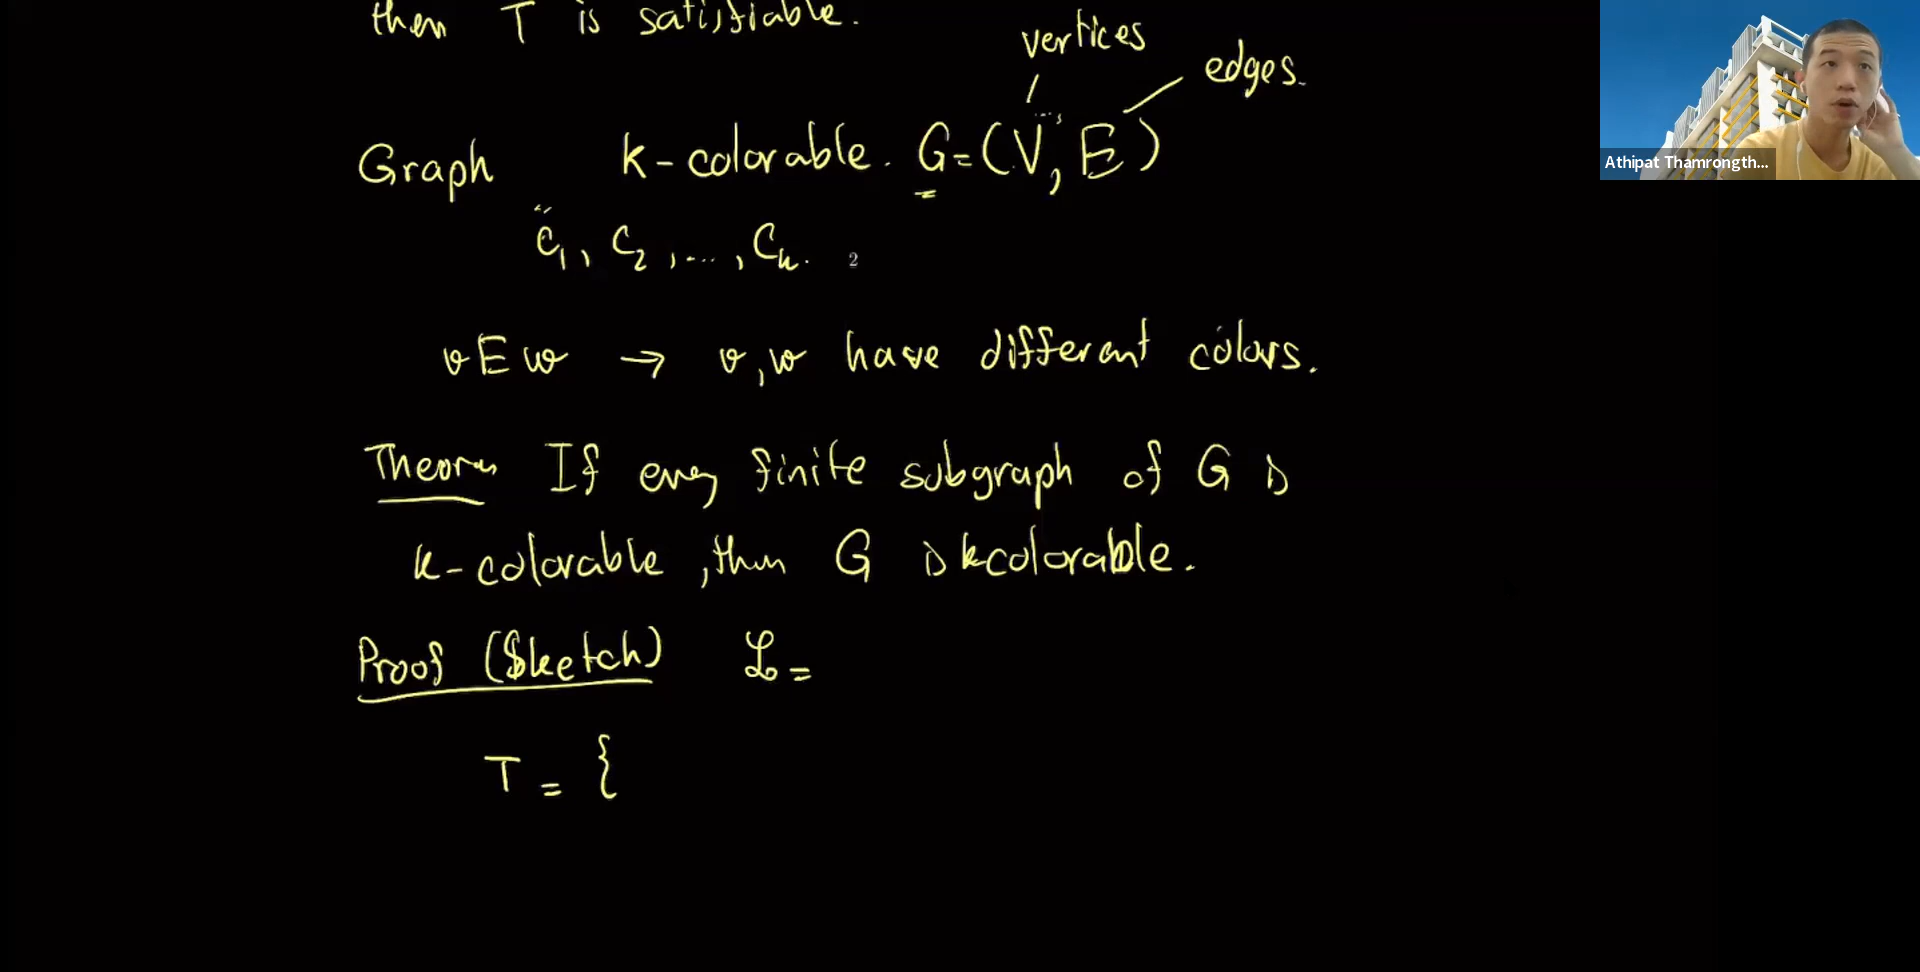 then T is satisfiable.
vertices
edges.
Graph k-colorable. G=(V, E)
C₁, C₂, ..., Cₖ. 2
v E w → v, w have different colors.
Theorem If every finite subgraph of G is
k-colorable, then G is k colorable.
Proof (Sketch) ℒ =
T = {
Athipat Thamrongth...